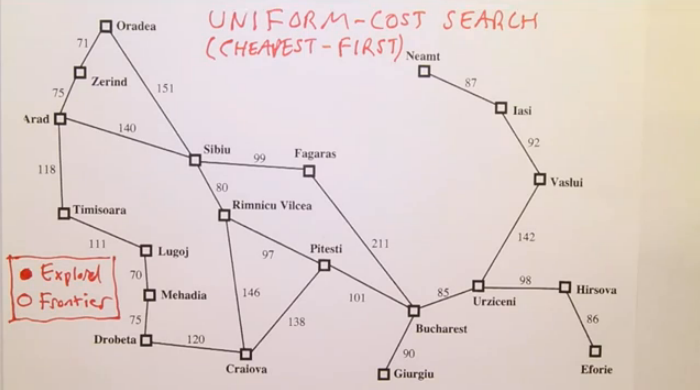 UNIFORM-COST SEARCH
(CHEAPEST-FIRST)
Oradea
Neamt
71
87
Zerind
151
75
Iasi
Arad
140
92
Sibiu
99
Fagaras
118
80
Vaslui
Timisoara
Rimnicu Vilcea
111
211
142
Lugoj
97
Pitesti
● Explord
70
98
Hirsova
○ Frontier
Mehadia
146
101
85
Urziceni
75
138
86
Bucharest
Drobeta
120
90
Craiova
Giurgiu
Eforie